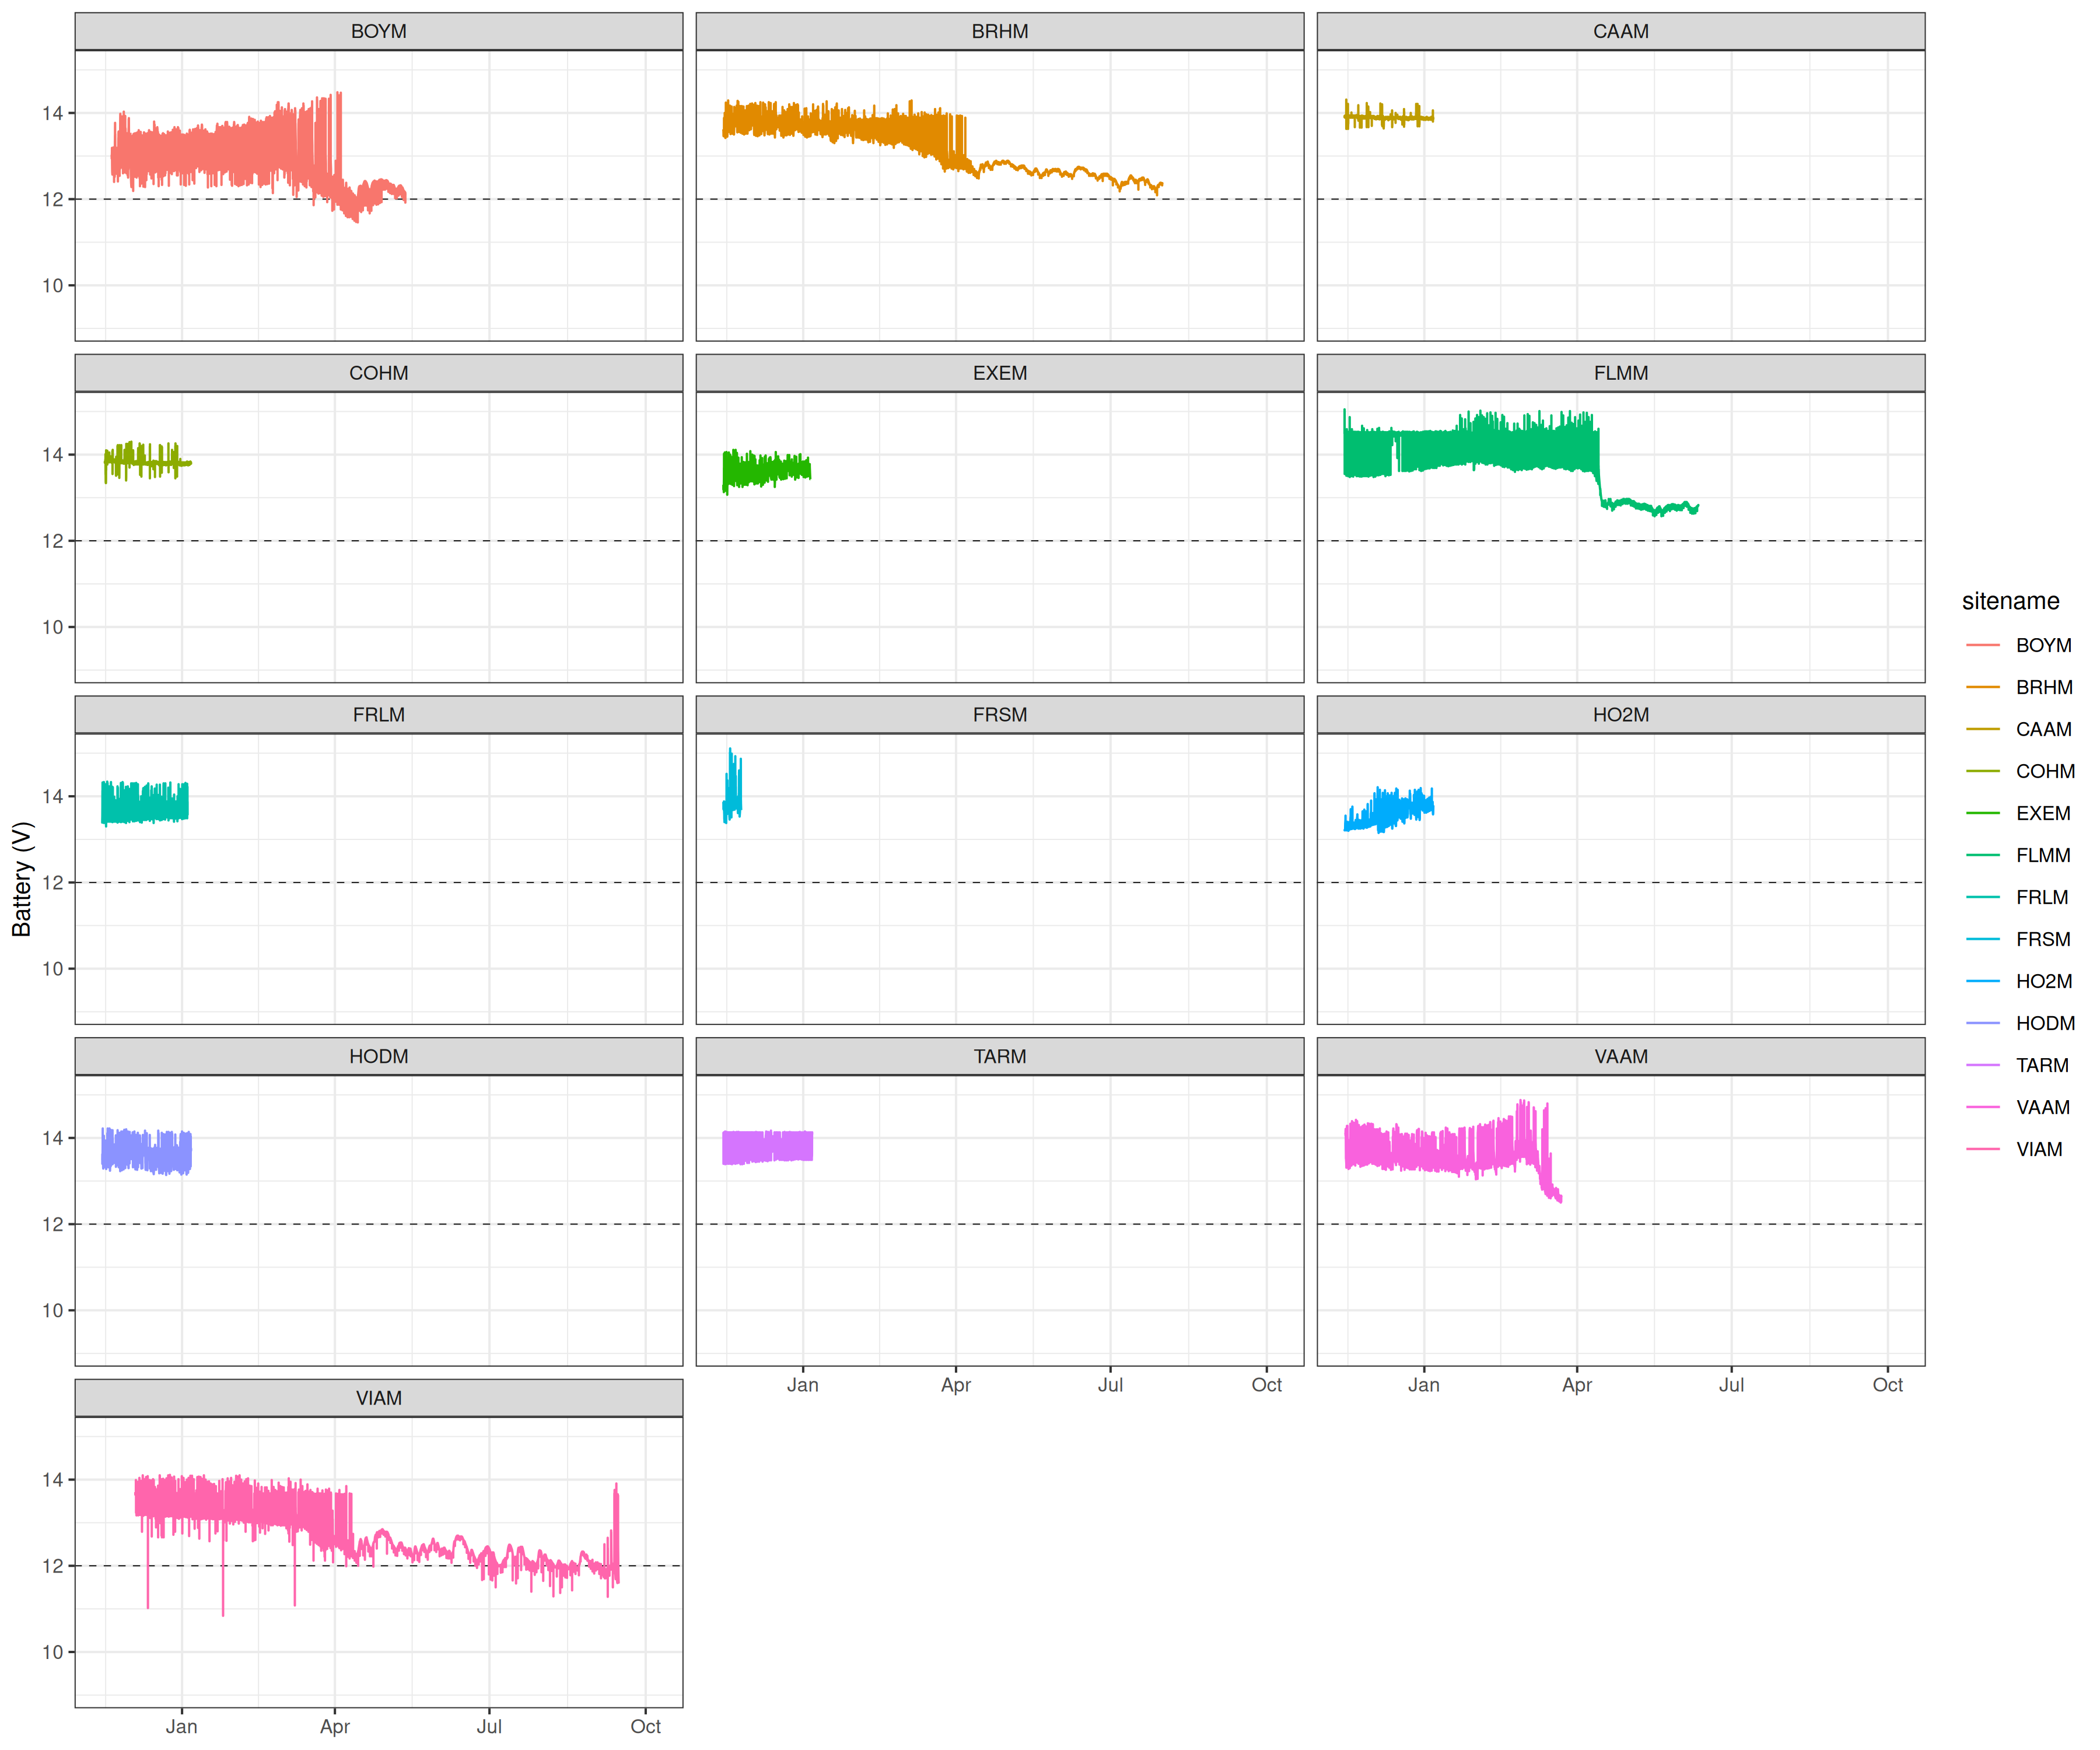 BOYM
BRHM
CAAM
14
12
10
COHM
EXEM
FLMM
14
12
10
FRLM
FRSM
HO2M
14
12
10
HODM
TARM
VAAM
14
12
10
Jan Apr Jul Oct
Jan Apr Jul Oct
VIAM
14
12
10
Jan Apr Jul Oct
Battery (V)
sitename
BOYM
BRHM
CAAM
COHM
EXEM
FLMM
FRLM
FRSM
HO2M
HODM
TARM
VAAM
VIAM